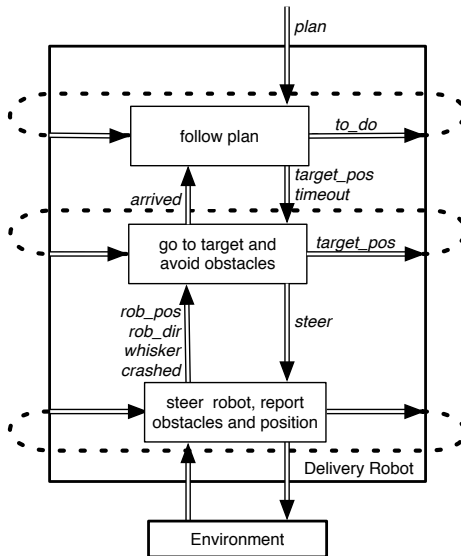 plan
follow plan
to_do
target_pos
timeout
arrived
go to target and
avoid obstacles
target_pos
rob_pos
rob_dir
whisker
crashed
steer
steer robot, report
obstacles and position
Delivery Robot
Environment